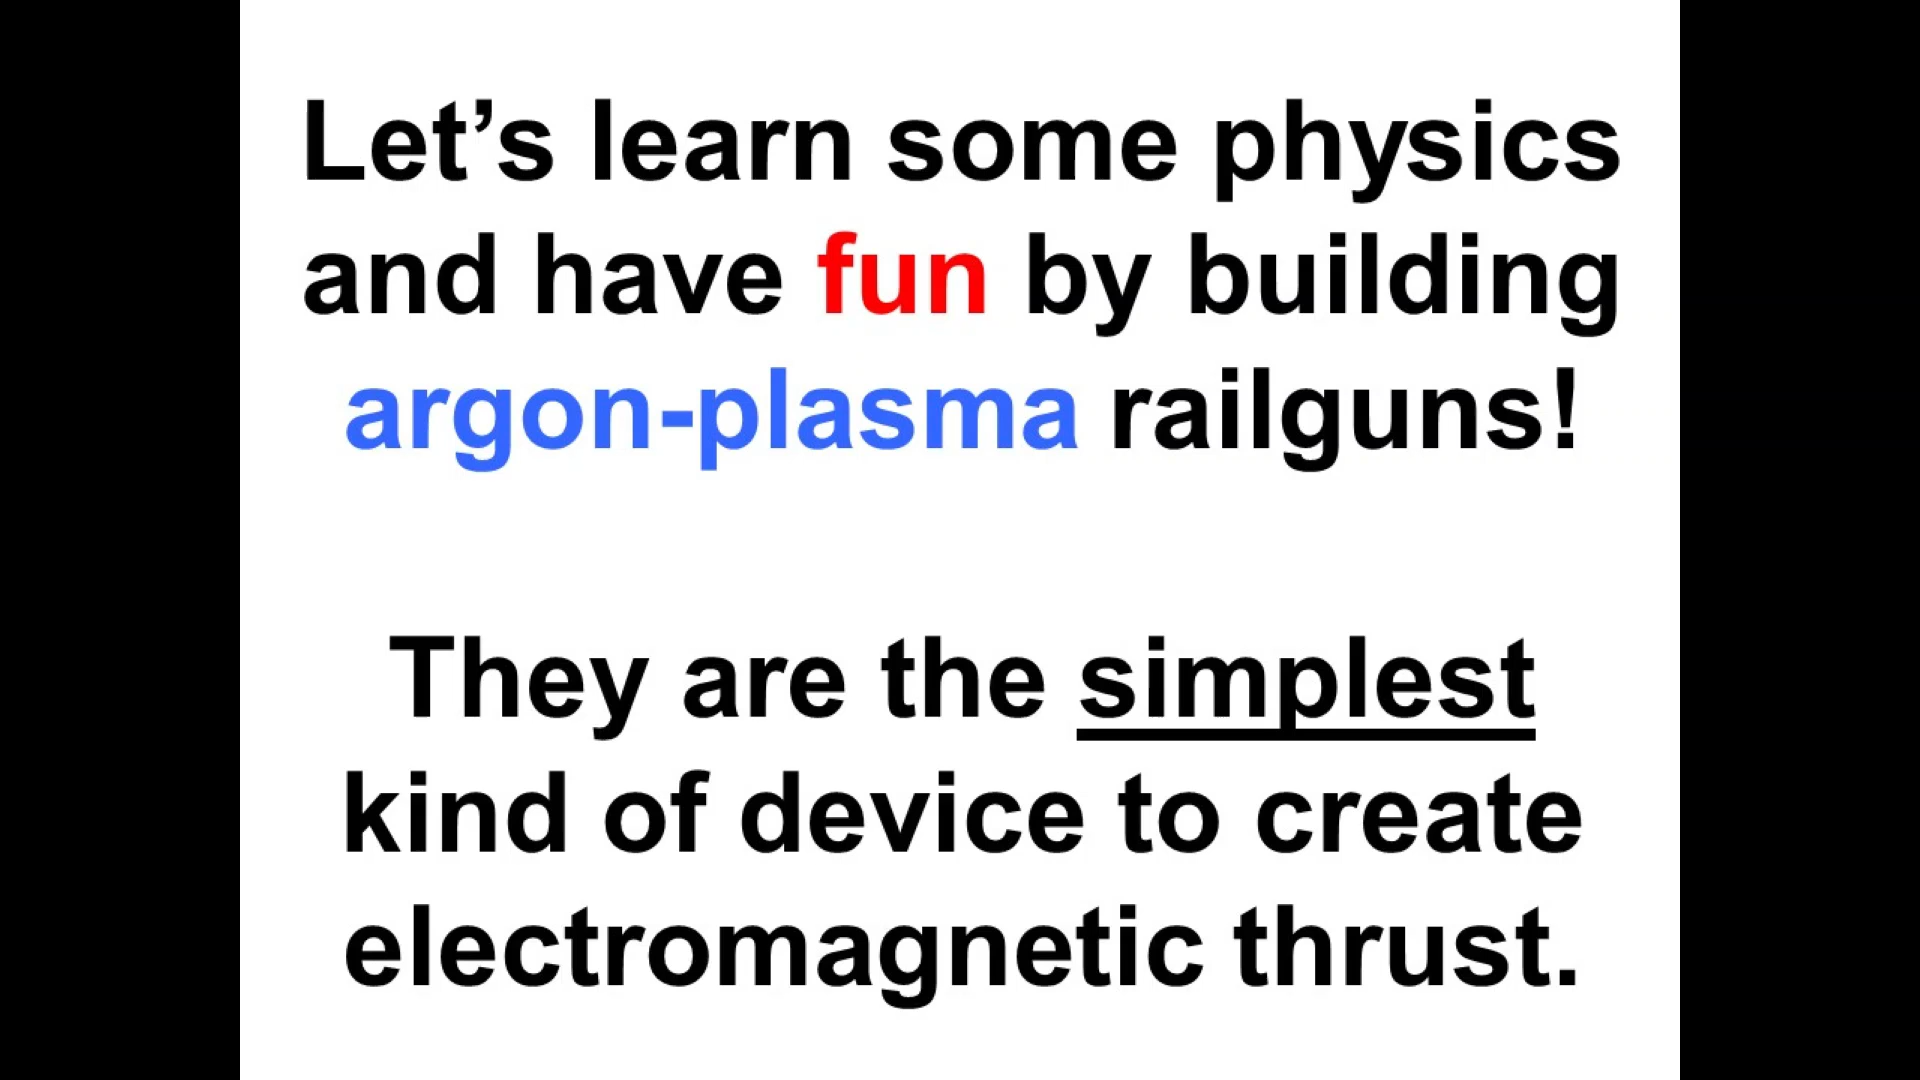 Let’s learn some physics
and have fun by building
argon-plasma railguns!
They are the simplest
kind of device to create
electromagnetic thrust.